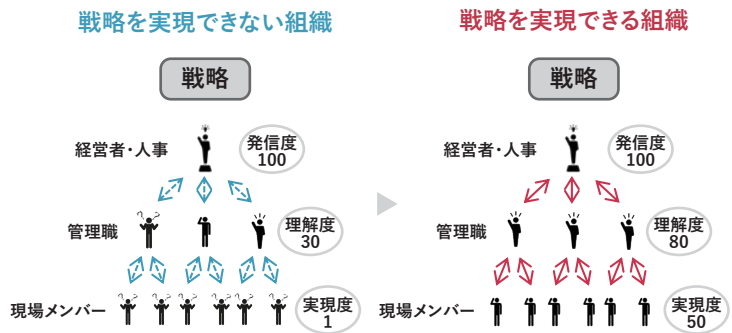 戦略を実現できない組織
戦略
経営者・人事
発信度
100
管理職
理解度
30
現場メンバー
実現度
1
戦略を実現できる組織
戦略
経営者・人事
発信度
100
管理職
理解度
80
現場メンバー
実現度
50